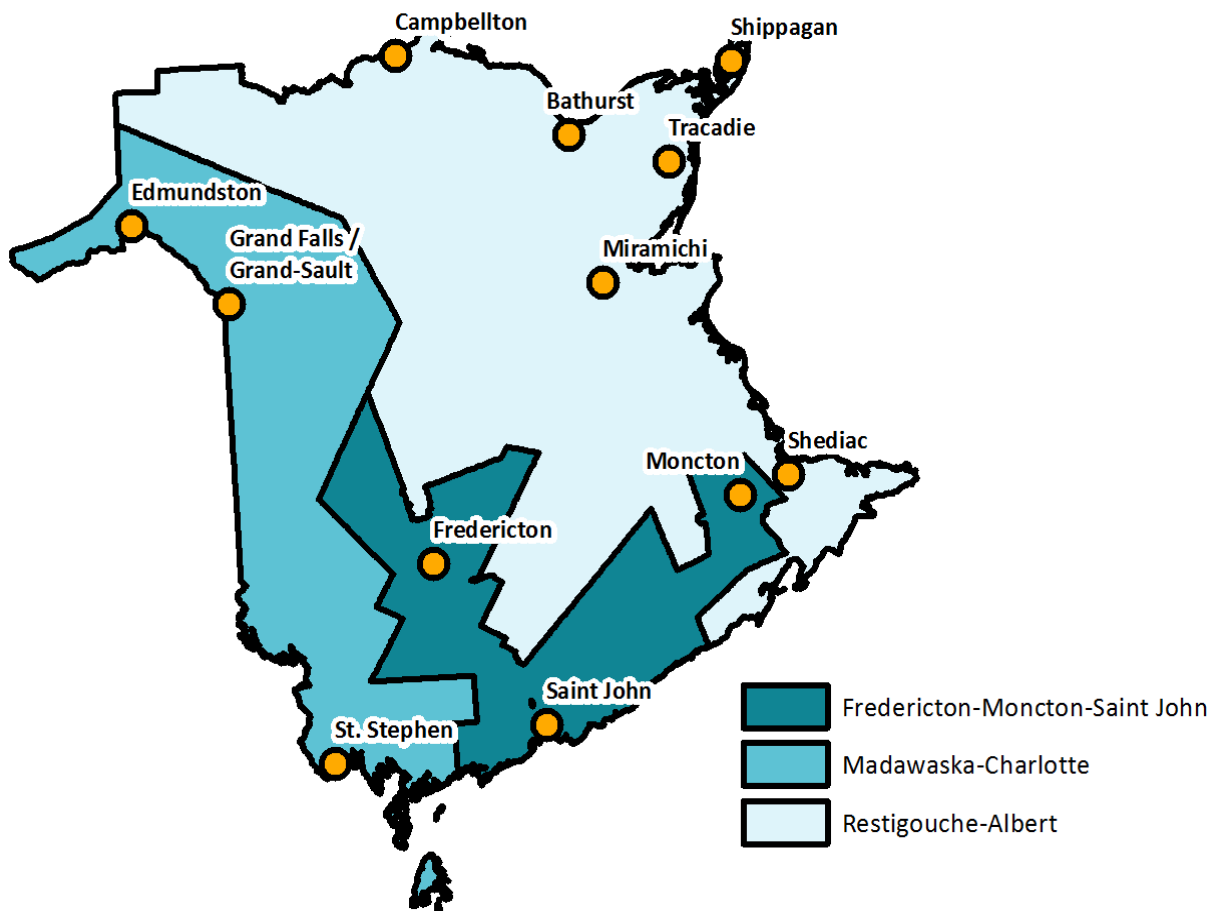 Campbellton
Shippagan
Bathurst
Tracadie
Edmundston
Grand Falls /
Grand-Sault
Miramichi
Shediac
Moncton
Fredericton
Saint John
St. Stephen
Fredericton-Moncton-Saint John
Madawaska-Charlotte
Restigouche-Albert